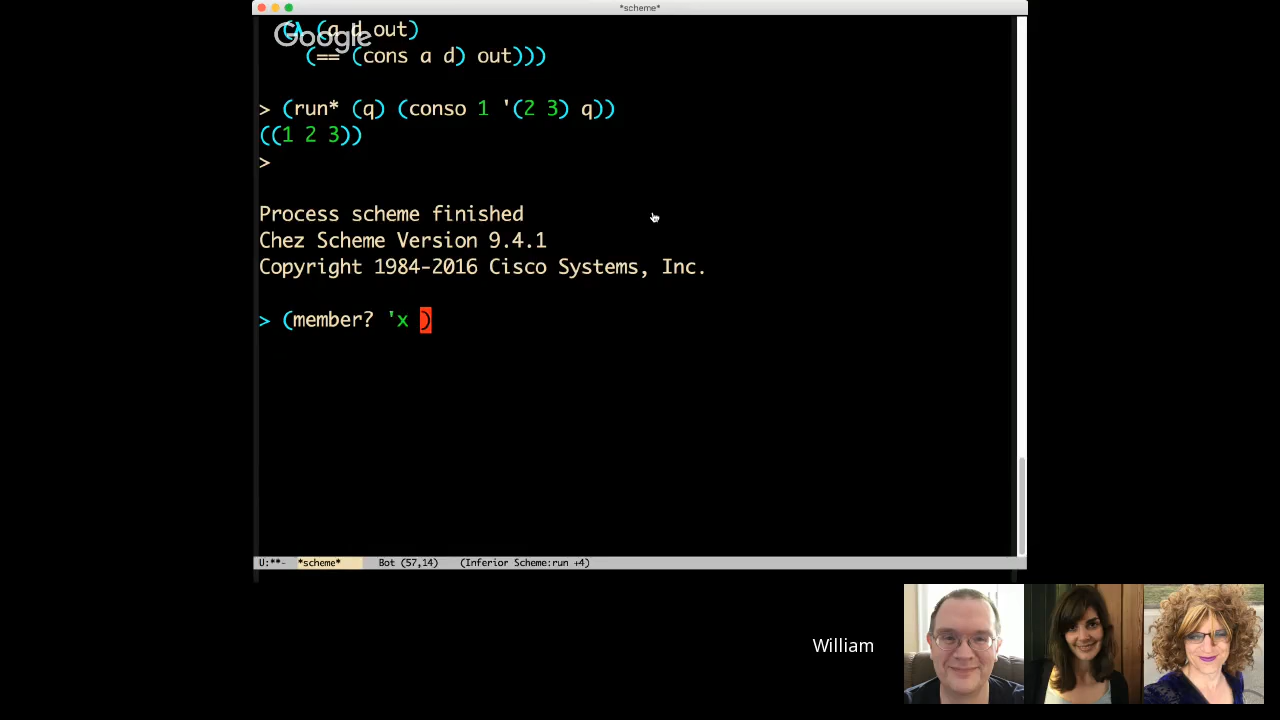 *scheme*
(λ (a d out)
Google
(== (cons a d) out)))
> (run* (q) (conso 1 '(2 3) q))
((1 2 3))
>
Process scheme finished
Chez Scheme Version 9.4.1
Copyright 1984-2016 Cisco Systems, Inc.
> (member? 'x )
U:**- *scheme* Bot (57,14) (Inferior Scheme:run +4)
William